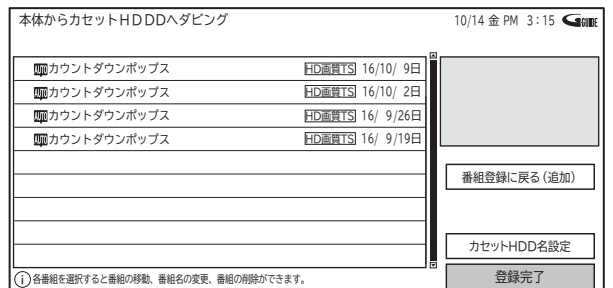 本体からカセットＨＤＤＤへダビング
10/14 金 PM 3:15 G-GUIDE
カウントダウンポップス HD画質TS 16/10/ 9日
カウントダウンポップス HD画質TS 16/10/ 2日
カウントダウンポップス HD画質TS 16/ 9/26日
カウントダウンポップス HD画質TS 16/ 9/19日
番組登録に戻る（追加）
カセットHDD名設定
登録完了
i 各番組を選択すると番組の移動、番組名の変更、番組の削除ができます。